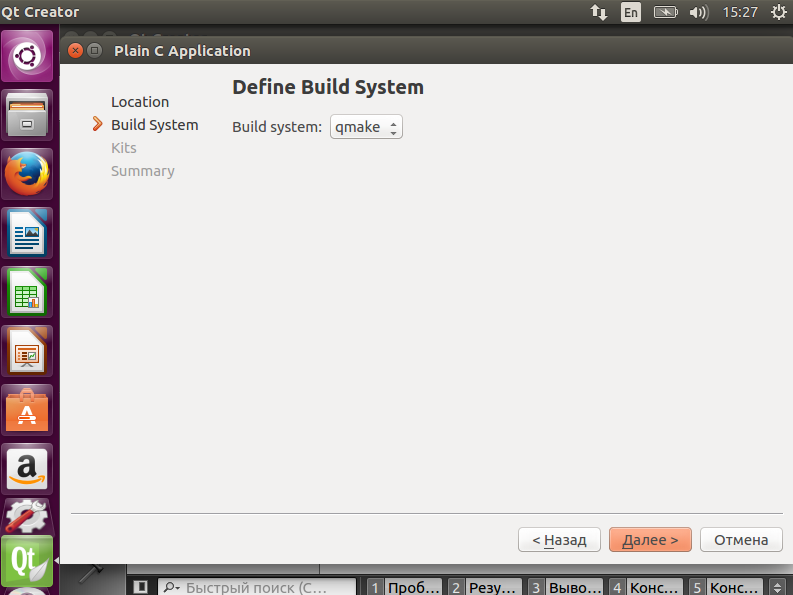 Qt Creator
En
15:27
Plain C Application
Location
Build System
Kits
Summary
Define Build System
Build system: qmake
< Назад
Далее >
Отмена
Быстрый поиск (С...
1 Проб...
2 Резу...
3 Выво...
4 Конс...
5 Конс...